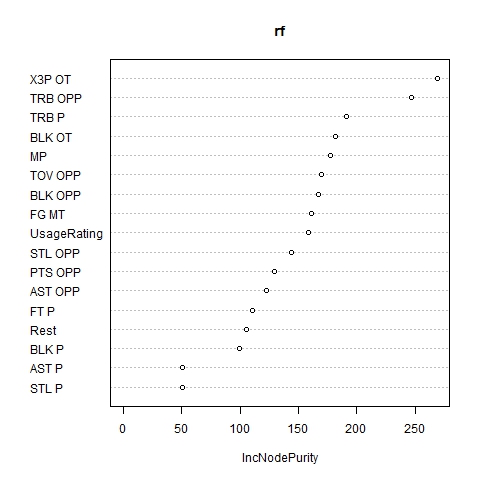 rf
X3P OT
TRB OPP
TRB P
BLK OT
MP
TOV OPP
BLK OPP
FG MT
UsageRating
STL OPP
PTS OPP
AST OPP
FT P
Rest
BLK P
AST P
STL P
0 50 100 150 200 250
IncNodePurity